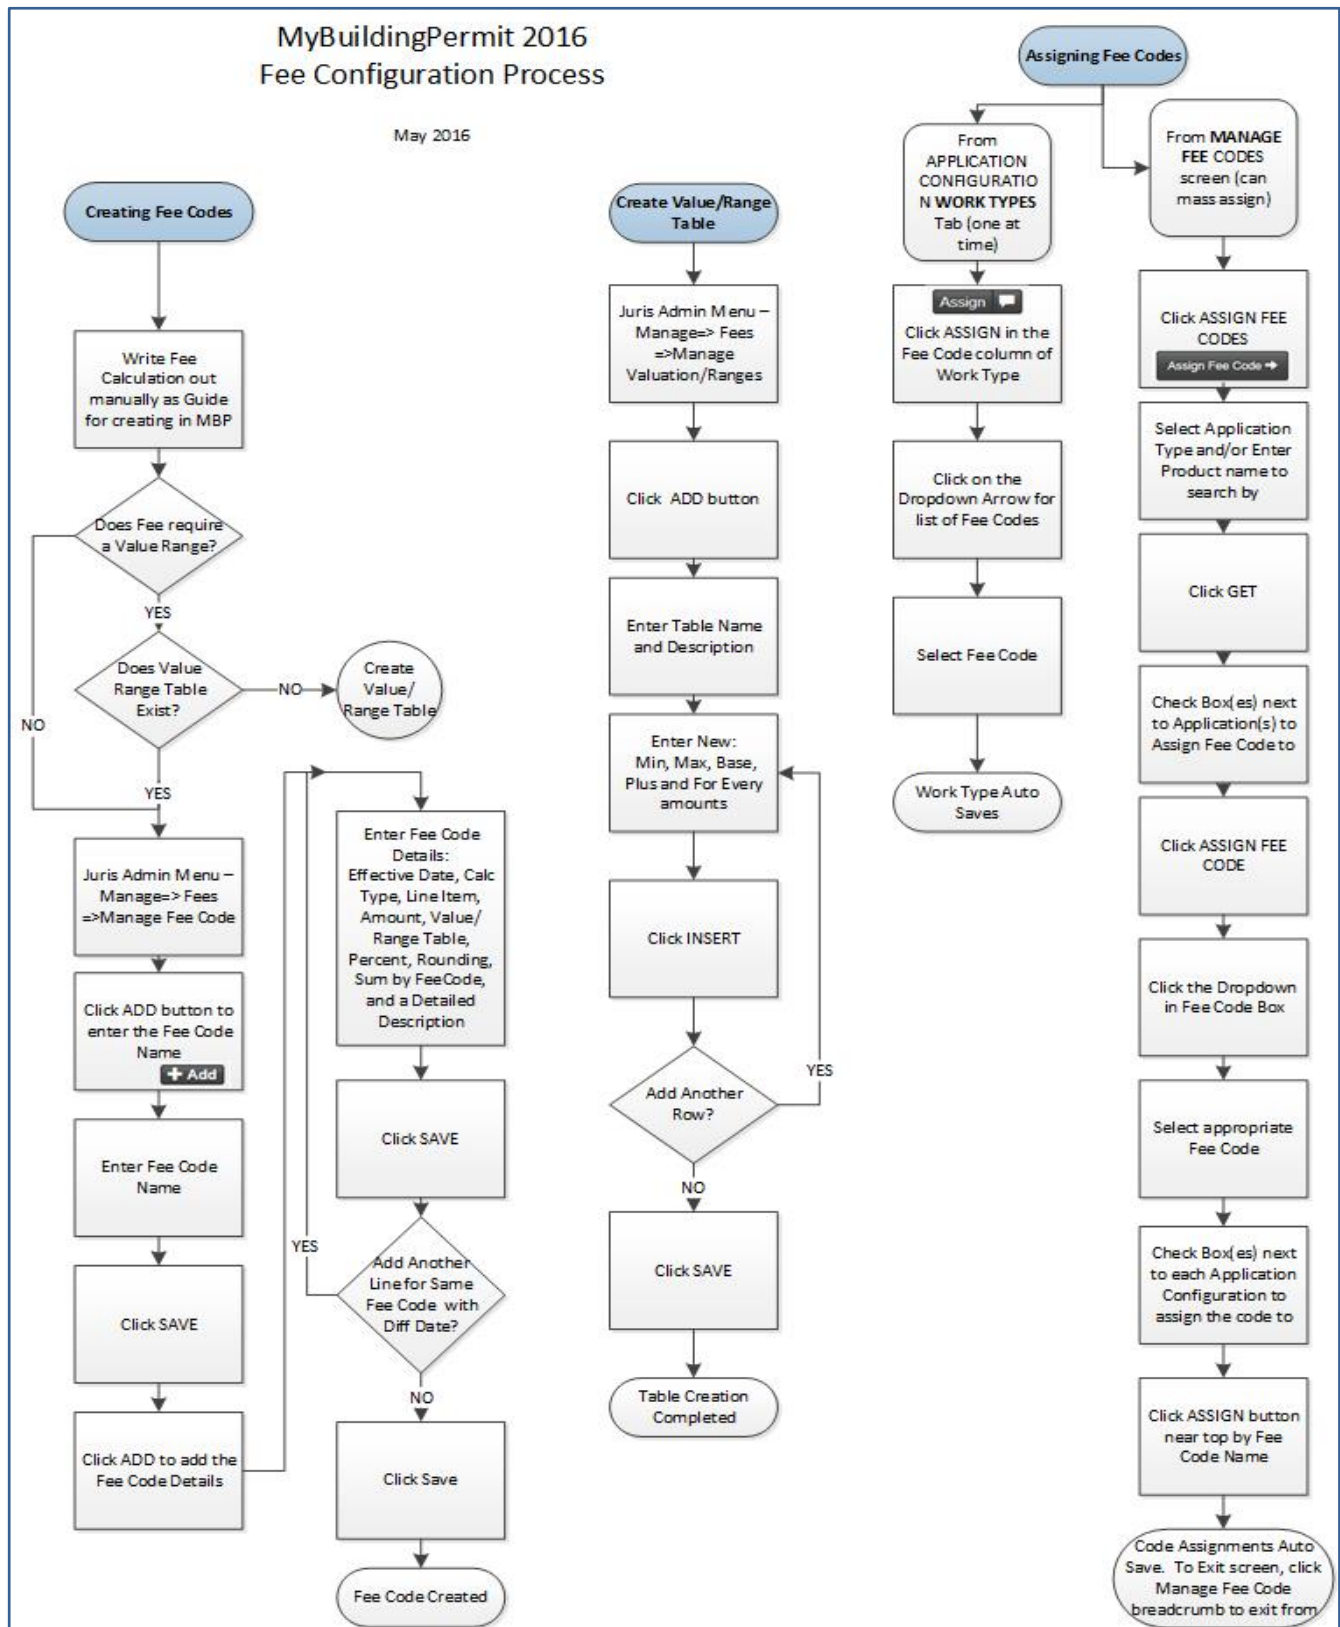 MyBuildingPermit 2016
Fee Configuration Process
May 2016
Creating Fee Codes
Write Fee
Calculation out
manually as Guide
for creating in MBP
Does Fee require
a Value Range?
YES
NO
Does Value
Range Table
Exist?
NO
Create
Value/
Range Table
YES
Juris Admin Menu –
Manage=> Fees
=>Manage Fee Code
Click ADD button to
enter the Fee Code
Name
+ Add
Enter Fee Code
Name
Click SAVE
Click ADD to add the
Fee Code Details
Enter Fee Code
Details:
Effective Date, Calc
Type, Line Item,
Amount, Value/
Range Table,
Percent, Rounding,
Sum by FeeCode,
and a Detailed
Description
Click SAVE
Add Another
Line for Same
Fee Code with
Diff Date?
YES
NO
Click Save
Fee Code Created
Create Value/Range
Table
Juris Admin Menu –
Manage=> Fees
=>Manage
Valuation/Ranges
Click ADD button
Enter Table Name
and Description
Enter New:
Min, Max, Base,
Plus and For Every
amounts
Click INSERT
Add Another
Row?
YES
NO
Click SAVE
Table Creation
Completed
Assigning Fee Codes
From
APPLICATION
CONFIGURATIO
N WORK TYPES
Tab (one at
time)
Assign
Click ASSIGN in the
Fee Code column of
Work Type
Click on the
Dropdown Arrow for
list of Fee Codes
Select Fee Code
Work Type Auto
Saves
From MANAGE
FEE CODES
screen (can
mass assign)
Click ASSIGN FEE
CODES
Assign Fee Code →
Select Application
Type and/or Enter
Product name to
search by
Click GET
Check Box(es) next
to Application(s) to
Assign Fee Code to
Click ASSIGN FEE
CODE
Click the Dropdown
in Fee Code Box
Select appropriate
Fee Code
Check Box(es) next
to each Application
Configuration to
assign the code to
Click ASSIGN button
near top by Fee
Code Name
Code Assignments Auto
Save. To Exit screen, click
Manage Fee Code
breadcrumb to exit from